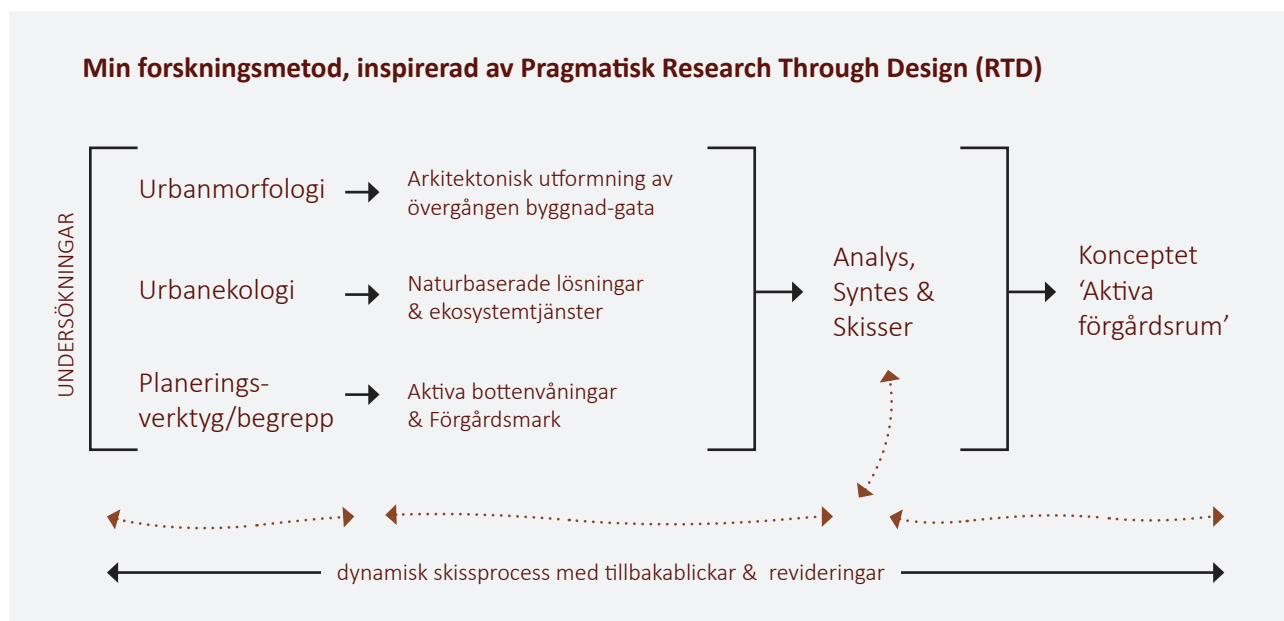 Min forskningsmetod, inspirerad av Pragmatisk Research Through Design (RTD)
UNDERSÖKNINGAR
Urbanmorfologi
Arkitektonisk utformning av
övergången byggnad-gata
Urbanekologi
Naturbaserade lösningar
& ekosystemtjänster
Planerings-
verktyg/begrepp
Aktiva bottenvåningar
& Förgårdsmark
Analys,
Syntes &
Skisser
Konceptet
‘Aktiva
förgårdsrum’
dynamisk skissprocess med tillbakablickar & revideringar